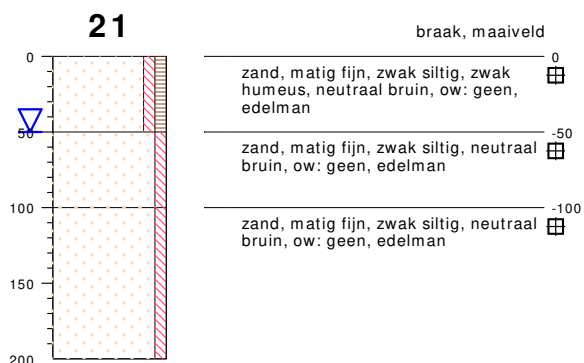 21
braak, maaiveld
0
0
zand, matig fijn, zwak siltig, zwak
humeus, neutraal bruin, ow: geen,
edelman
50
-50
zand, matig fijn, zwak siltig, neutraal
bruin, ow: geen, edelman
100
-100
zand, matig fijn, zwak siltig, neutraal
bruin, ow: geen, edelman
150
200